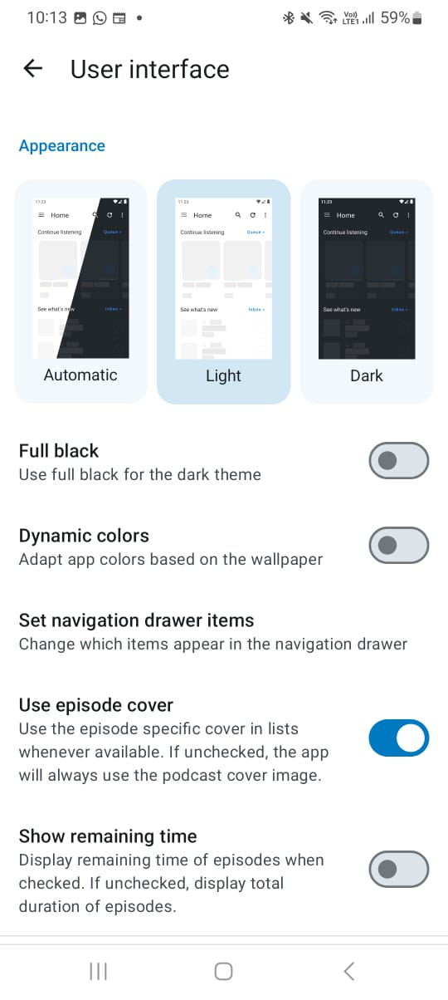 10:13
Vo))
LTE1
59%
User interface
Appearance
11:23
Home
Continue listening
Queue »
See what's new
Inbox »
Automatic
11:23
Home
Continue listening
Queue »
See what's new
Inbox »
Light
11:23
Home
Continue listening
Queue »
See what's new
Inbox »
Dark
Full black
Use full black for the dark theme
Dynamic colors
Adapt app colors based on the wallpaper
Set navigation drawer items
Change which items appear in the navigation drawer
Use episode cover
Use the episode specific cover in lists
whenever available. If unchecked, the app
will always use the podcast cover image.
Show remaining time
Display remaining time of episodes when
checked. If unchecked, display total
duration of episodes.